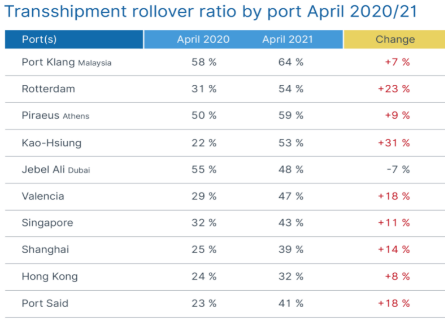 Transshipment rollover ratio by port April 2020/21
Port(s) April 2020 April 2021 Change
Port Klang Malaysia 58 % 64 % +7 %
Rotterdam 31 % 54 % +23 %
Piraeus Athens 50 % 59 % +9 %
Kao-Hsiung 22 % 53 % +31 %
Jebel Ali Dubai 55 % 48 % -7 %
Valencia 29 % 47 % +18 %
Singapore 32 % 43 % +11 %
Shanghai 25 % 39 % +14 %
Hong Kong 24 % 32 % +8 %
Port Said 23 % 41 % +18 %